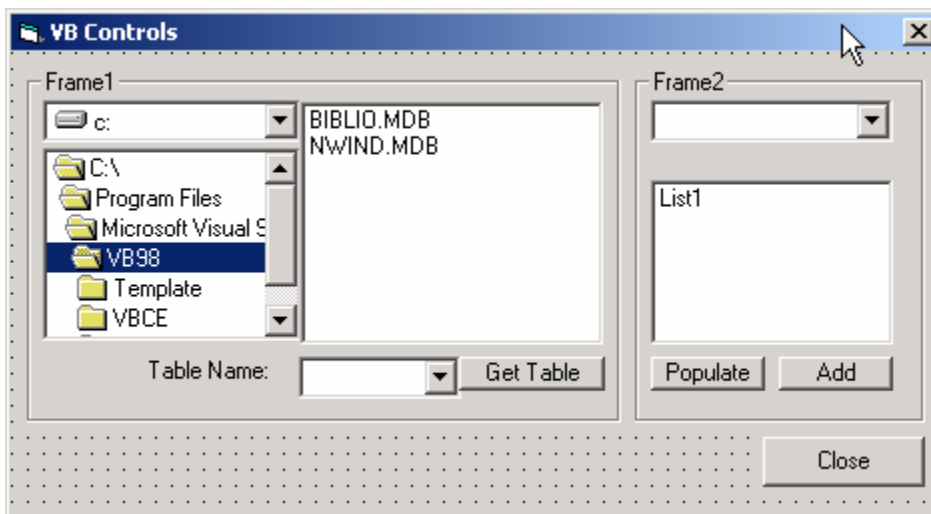 VB Controls
Frame1
c:
C:\
Program Files
Microsoft Visual S
VB98
Template
VBCE
BIBLIO.MDB
NWIND.MDB
Table Name:
Get Table
Frame2
List1
Populate
Add
Close